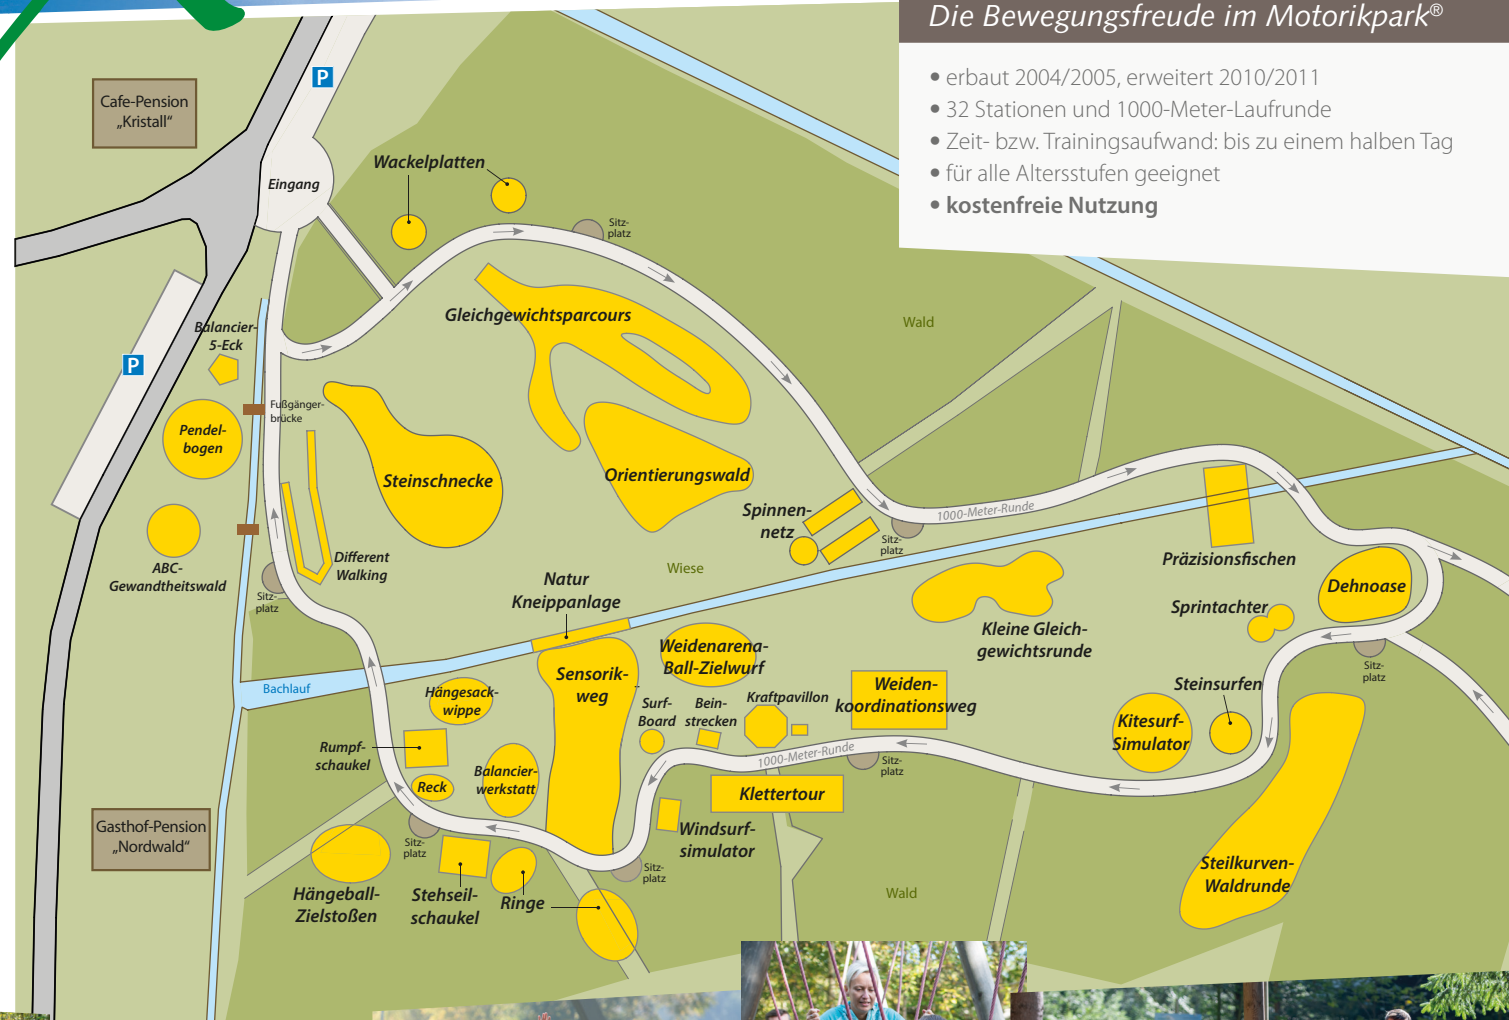 Die Bewegungsfreude im Motorikpark®
• erbaut 2004/2005, erweitert 2010/2011
• 32 Stationen und 1000-Meter-Laufrunde
• Zeit- bzw. Trainingsaufwand: bis zu einem halben Tag
• für alle Altersstufen geeignet
• kostenfreie Nutzung
P
Cafe-Pension
„Kristall“
Eingang
Wackelplatten
Sitz-
platz
Gleichgewichtsparcours
Wald
Balancier-
5-Eck
P
Fußgänger-
brücke
Pendel-
bogen
Steinschnecke
Orientierungswald
Spinnen-
netz
1000-Meter-Runde
Sitz-
platz
Präzisionsfischen
Different
Walking
ABC-
Gewandtheitswald
Sitz-
platz
Wiese
Natur
Kneippanlage
Dehnoase
Sprintachter
Kleine Gleich-
gewichtsrunde
Weidenarena-
Ball-Zielwurf
Sensorik-
weg
Sitz-
platz
Bachlauf
Hängesack-
wippe
Surf-
Board
Bein-
strecken
Kraftpavillon
Weiden-
koordinationsweg
Steinsurfen
Kitesurf-
Simulator
Rumpf-
schaukel
1000-Meter-Runde
Sitz-
platz
Reck
Balancier-
werkstatt
Klettertour
Gasthof-Pension
„Nordwald“
Sitz-
platz
Windsurf-
simulator
Sitz-
platz
Steilkurven-
Waldrunde
Hängeball-
Zielstoßen
Stehseil-
schaukel
Ringe
Wald